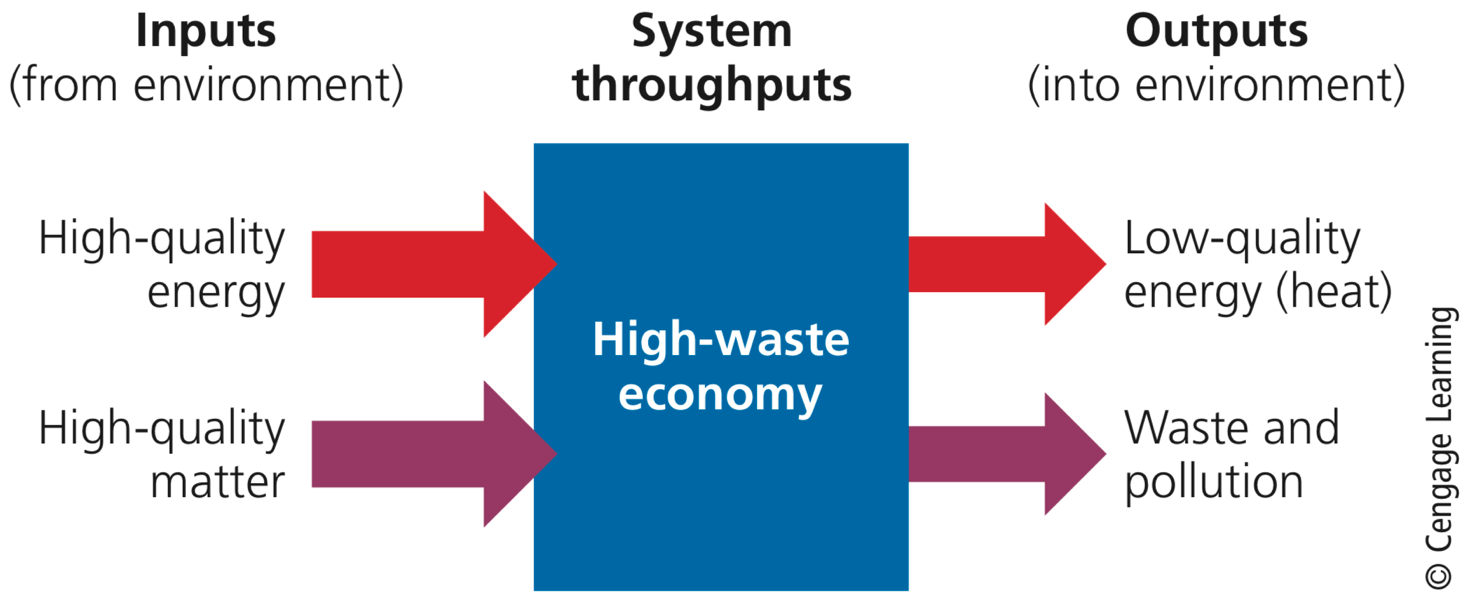 Inputs
(from environment)
System
throughputs
Outputs
(into environment)
High-quality
energy
High-quality
matter
High-waste
economy
Low-quality
energy (heat)
Waste and
pollution
© Cengage Learning